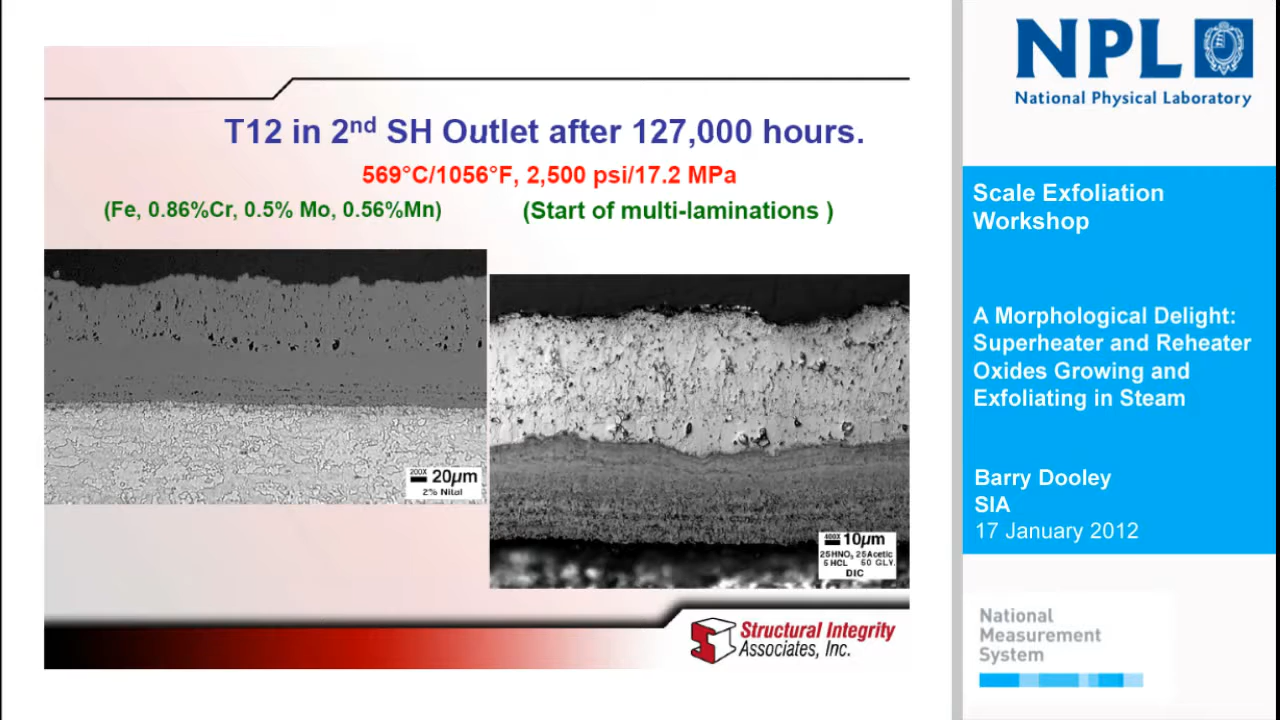 T12 in 2nd SH Outlet after 127,000 hours.
569°C/1056°F, 2,500 psi/17.2 MPa
(Fe, 0.86%Cr, 0.5% Mo, 0.56%Mn)
(Start of multi-laminations )
200X 20µm
2% Nital
400X 10µm
25HNO3 25Acetic
5 HCL 50 GLY.
DIC
Structural Integrity
Associates, Inc.
NPL
National Physical Laboratory
Scale Exfoliation
Workshop
A Morphological Delight:
Superheater and Reheater
Oxides Growing and
Exfoliating in Steam
Barry Dooley
SIA
17 January 2012
National
Measurement
System